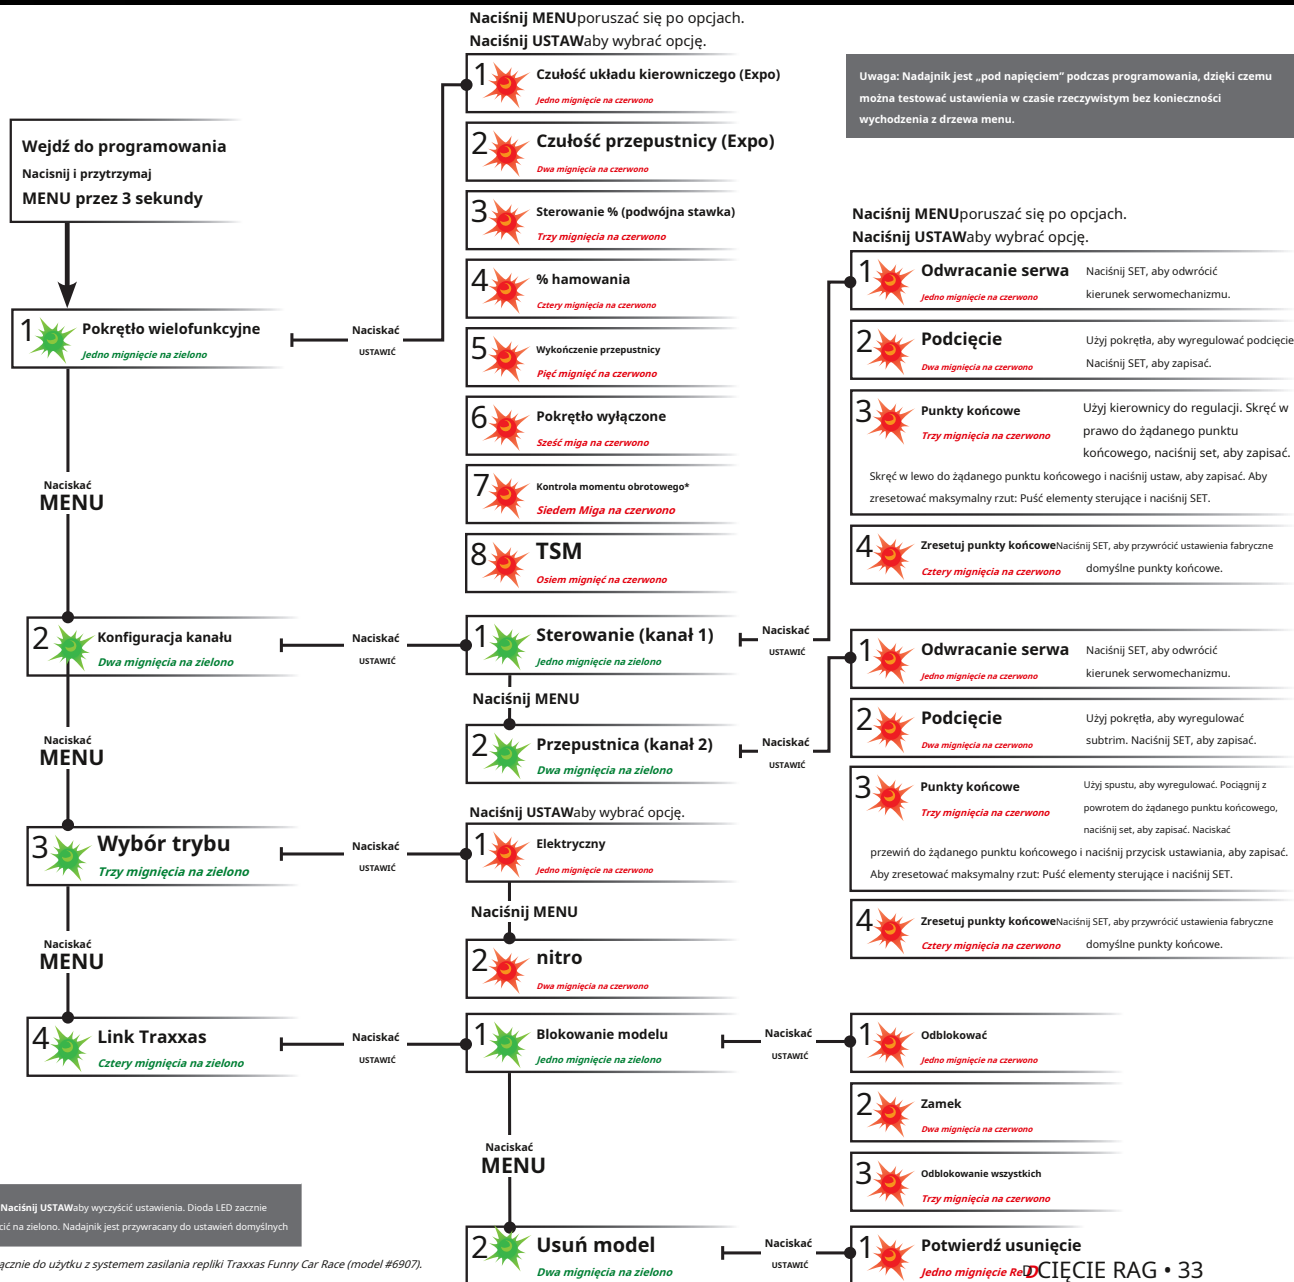 Naciśnij MENUporuszać się po opcjach.
Naciśnij USTAWaby wybrać opcję.
1 Czułość układu kierowniczego (Expo)
Jedno mignięcie na czerwono
2 Czułość przepustnicy (Expo)
Dwa mignięcia na czerwono
3 Sterowanie % (podwójna stawka)
Trzy mignięcia na czerwono
4 % hamowania
Cztery mignięcia na czerwono
5 Wykończenie przepustnicy
Pięć mignięć na czerwono
6 Pokrętło wyłączone
Sześć miga na czerwono
7 Kontrola momentu obrotowego*
Siedem Miga na czerwono
8 TSM
Osiem mignięć na czerwono
Uwaga: Nadajnik jest „pod napięciem” podczas programowania, dzięki czemu
można testować ustawienia w czasie rzeczywistym bez konieczności
wychodzenia z drzewa menu.
Wejdź do programowania
Nacisnij i przytrzymaj
MENU przez 3 sekundy
1 Pokrętło wielofunkcyjne
Jedno mignięcie na zielono
Naciskać
USTAWIĆ
Naciskać
MENU
2 Konfiguracja kanału
Dwa mignięcia na zielono
Naciskać
USTAWIĆ
1 Sterowanie (kanał 1)
Jedno mignięcie na zielono
Naciskać
USTAWIĆ
Naciśnij MENU
2 Przepustnica (kanał 2)
Dwa mignięcia na zielono
Naciskać
USTAWIĆ
Naciśnij MENUporuszać się po opcjach.
Naciśnij USTAWaby wybrać opcję.
1 Odwracanie serwa
Jedno mignięcie na czerwono
Naciśnij SET, aby odwrócić
kierunek serwomechanizmu.
2 Podcięcie
Dwa mignięcia na czerwono
Użyj pokrętła, aby wyregulować podcięcie
Naciśnij SET, aby zapisać.
3 Punkty końcowe
Trzy mignięcia na czerwono
Użyj kierownicy do regulacji. Skręć w
prawo do żądanego punktu
końcowego, naciśnij set, aby zapisać.
Skręć w lewo do żądanego punktu końcowego i naciśnij ustaw, aby zapisać. Aby
zresetować maksymalny rzut: Puść elementy sterujące i naciśnij SET.
4 Zresetuj punkty końcoweNaciśnij SET, aby przywrócić ustawienia fabryczne
Cztery mignięcia na czerwono
domyślne punkty końcowe.
1 Odwracanie serwa
Jedno mignięcie na czerwono
Naciśnij SET, aby odwrócić
kierunek serwomechanizmu.
2 Podcięcie
Dwa mignięcia na czerwono
Użyj pokrętła, aby wyregulować
subtrim. Naciśnij SET, aby zapisać.
3 Punkty końcowe
Trzy mignięcia na czerwono
Użyj spustu, aby wyregulować. Pociągnij z
powrotem do żądanego punktu końcowego,
naciśnij set, aby zapisać. Naciskać
przewiń do żądanego punktu końcowego i naciśnij przycisk ustawiania, aby zapisać.
Aby zresetować maksymalny rzut: Puść elementy sterujące i naciśnij SET.
4 Zresetuj punkty końcoweNaciśnij SET, aby przywrócić ustawienia fabryczne
Cztery mignięcia na czerwono
domyślne punkty końcowe.
Naciskać
MENU
3 Wybór trybu
Trzy mignięcia na zielono
Naciskać
USTAWIĆ
Naciśnij USTAWaby wybrać opcję.
1 Elektryczny
Jedno mignięcie na czerwono
Naciśnij MENU
2 nitro
Dwa mignięcia na czerwono
Naciskać
MENU
4 Link Traxxas
Cztery mignięcia na zielono
Naciskać
USTAWIĆ
1 Blokowanie modelu
Jedno mignięcie na zielono
Naciskać
USTAWIĆ
1 Odblokować
Jedno mignięcie na czerwono
2 Zamek
Dwa mignięcia na czerwono
3 Odblokowanie wszystkich
Trzy mignięcia na czerwono
Naciskać
MENU
2 Usuń model
Dwa mignięcia na zielono
Naciskać
USTAWIĆ
1 Potwierdź usunięcie
Jedno mignięcie Re
Naciśnij USTAWaby wyczyścić ustawienia. Dioda LED zacznie
cić na zielono. Nadajnik jest przywracany do ustawień domyślnych
ącznie do użytku z systemem zasilania repliki Traxxas Funny Car Race (model #6907).
CIĘCIE RAG • 33